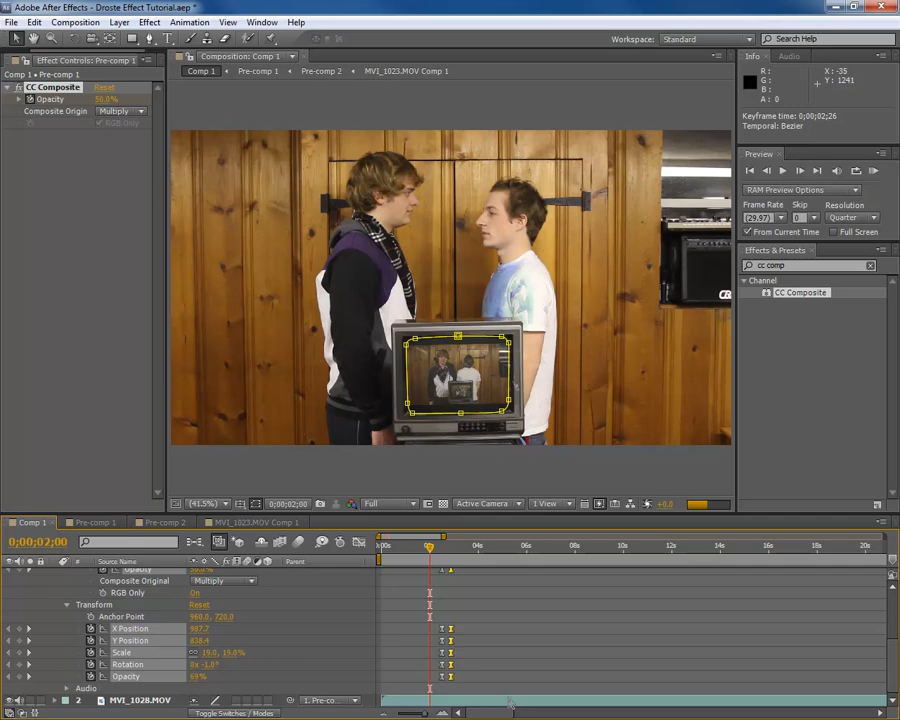 Adobe After Effects - Droste Effect Tutorial.aep *
File Edit Composition Layer Effect Animation View Window Help
Workspace: Standard Search Help
Effect Controls: Pre-comp 1
Comp 1 • Pre-comp 1
fx CC Composite Reset
Opacity 50.0%
Composite Origin Multiply
RGB Only
Composition: Comp 1
Comp 1 Pre-comp 1 Pre-comp 2 MVI_1023.MOV Comp 1
(41.5%) 0;00;02;00 Full Active Camera 1 View +0.0
Info Audio
R: X: -35
G: Y: 1241
B:
A: 0
Keyframe time: 0;00;02;26
Temporal: Bezier
Preview
RAM Preview Options
Frame Rate Skip Resolution
(29.97) 0 Quarter
From Current Time Full Screen
Effects & Presets
cc comp
Channel
CC Composite
Comp 1 Pre-comp 1 Pre-comp 2 MVI_1023.MOV Comp 1
0;00;02;00
04s 06s 08s 10s 12s 14s 16s 18s 20s
# Source Name Parent
Opacity 50.0%
Composite Original Multiply
RGB Only On
Transform Reset
Anchor Point 960.0, 720.0
X Position 987.7
Y Position 838.4
Scale 19.0, 19.0%
Rotation 0x -1.0°
Opacity 69%
Audio
2 MVI_1028.MOV 1. Pre-co
Toggle Switches / Modes